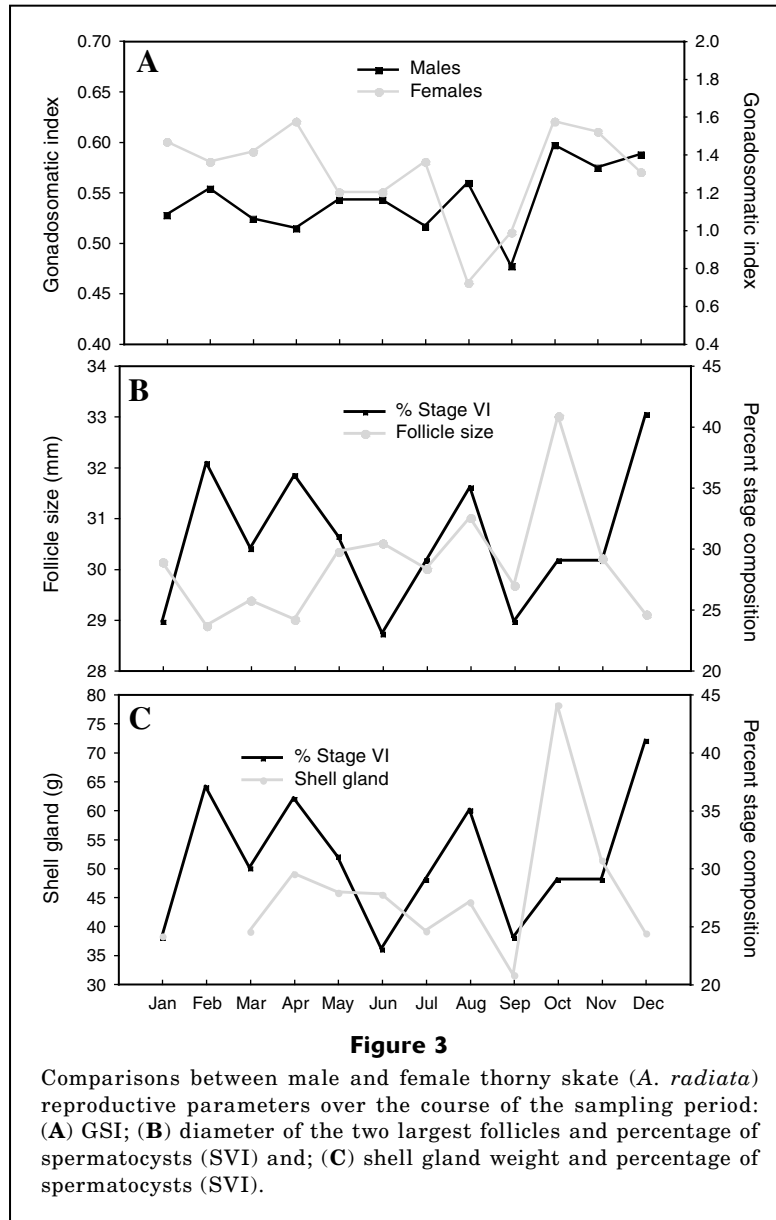 A
Males
Females
Gonadosomatic index
0.70
0.65
0.60
0.55
0.50
0.45
0.40
Gonadosomatic index
2.0
1.8
1.6
1.4
1.2
1.0
0.8
0.6
0.4
B
% Stage VI
Follicle size
Follicle size (mm)
34
33
32
31
30
29
28
Percent stage composition
45
40
35
30
25
20
C
% Stage VI
Shell gland
Shell gland (g)
80
75
70
65
60
55
50
45
40
35
30
Percent stage composition
45
40
35
30
25
20
Jan Feb Mar Apr May Jun Jul Aug Sep Oct Nov Dec
Figure 3
Comparisons between male and female thorny skate (A. radiata)
reproductive parameters over the course of the sampling period:
(A) GSI; (B) diameter of the two largest follicles and percentage of
spermatocysts (SVI) and; (C) shell gland weight and percentage of
spermatocysts (SVI).